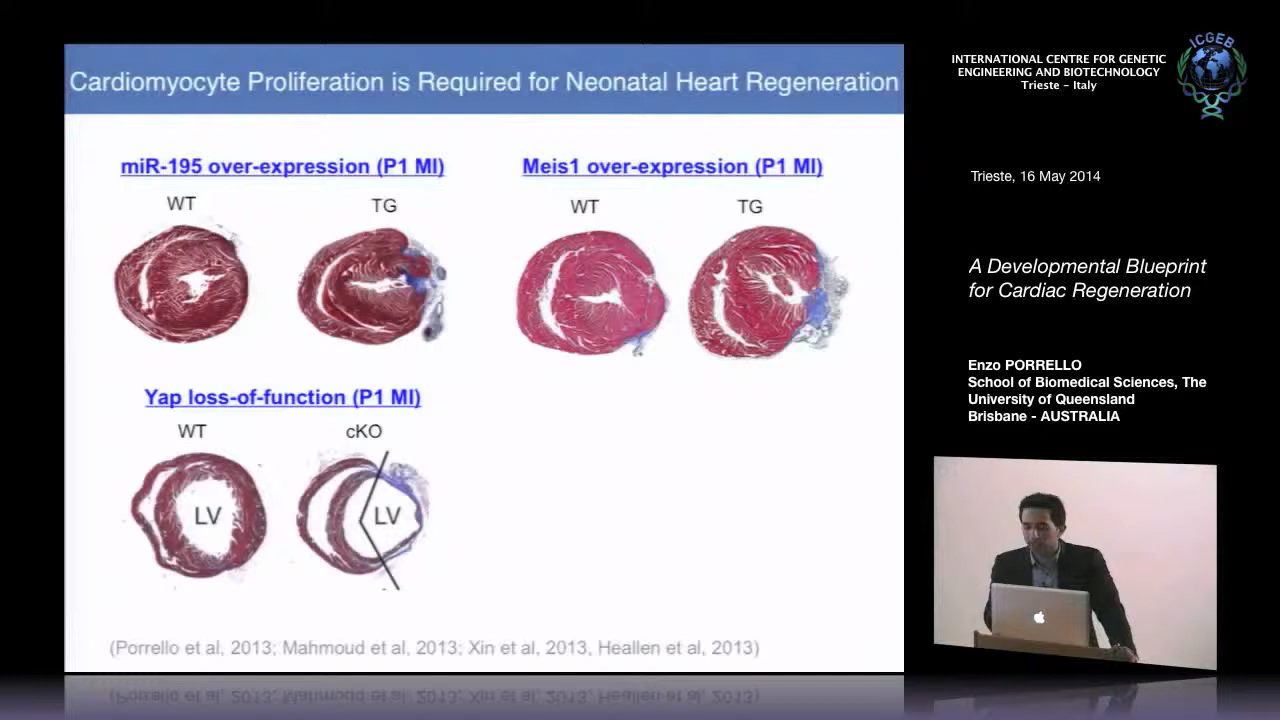 Cardiomyocyte Proliferation is Required for Neonatal Heart Regeneration
miR-195 over-expression (P1 MI)
WT
TG
Meis1 over-expression (P1 MI)
WT
TG
Yap loss-of-function (P1 MI)
WT
cKO
LV
LV
(Porrello et al, 2013; Mahmoud et al, 2013; Xin et al, 2013, Heallen et al, 2013)
INTERNATIONAL CENTRE FOR GENETIC
ENGINEERING AND BIOTECHNOLOGY
Trieste - Italy
ICGEB
Trieste, 16 May 2014
A Developmental Blueprint
for Cardiac Regeneration
Enzo PORRELLO
School of Biomedical Sciences, The
University of Queensland
Brisbane - AUSTRALIA